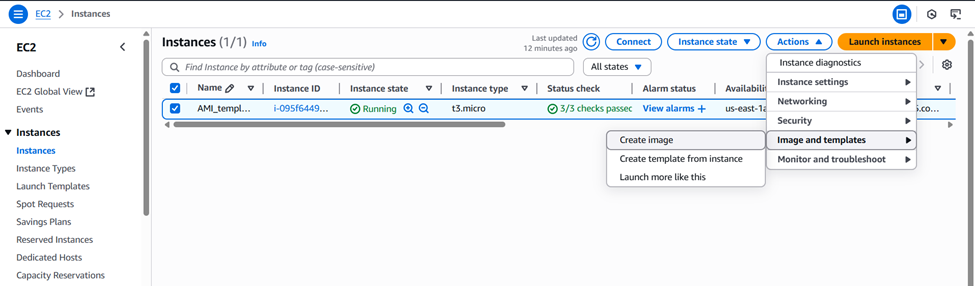 EC2 > Instances
EC2
Dashboard
EC2 Global View
Events
Instances
Instances
Instance Types
Launch Templates
Spot Requests
Savings Plans
Reserved Instances
Dedicated Hosts
Capacity Reservations
Instances (1/1) Info
Last updated
12 minutes ago
Connect
Instance state
Actions
Launch instances
Find Instance by attribute or tag (case-sensitive)
All states
Name
Instance ID
Instance state
Instance type
Status check
Alarm status
Availabili
AMI_templ...
i-095f6449...
Running
t3.micro
3/3 checks passec
View alarms +
us-east-1a
.co...
Instance diagnostics
Instance settings
Networking
Security
Image and templates
Monitor and troubleshoot
Create image
Create template from instance
Launch more like this